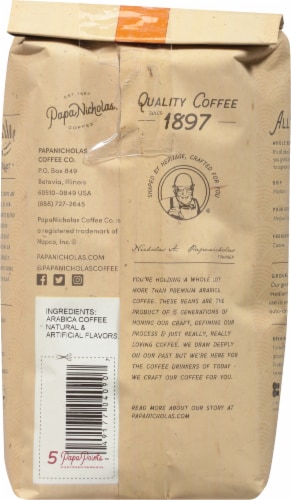 EST. 1897
PapaNicholas
COFFEE
PAPANICHOLAS
COFFEE CO.
P.O. Box 849
Batavia, Illinois
60510-0849 USA
(888) 727-2645
PapaNicholas Coffee Co. is
a registered trademark of
Napco, Inc.®
PAPANICHOLAS.COM
@PAPANICHOLASCOFFEE
INGREDIENTS:
ARABICA COFFEE
NATURAL &
ARTIFICIAL FLAVORS
5 PapaPoints
QUALITY COFFEE
SINCE
1897
SHAPED BY HERITAGE, CRAFTED FOR YOU
®
Nicholas A. Papanicholas
FOUNDER
YOU'RE HOLDING A WHOLE LOT
MORE THAN PREMIUM ARABICA
COFFEE. THESE BEANS ARE THE
PRODUCT OF 5 GENERATIONS OF
HONING OUR CRAFT, DEFINING OUR
PROCESS & JUST REALLY, REALLY
LOVING COFFEE. WE DRAW DEEPLY
ON OUR PAST BUT WE'RE HERE FOR
THE COFFEE DRINKERS OF TODAY -
WE CRAFT OUR COFFEE FOR YOU.
READ MORE ABOUT OUR STORY AT
PAPANICHOLAS.COM